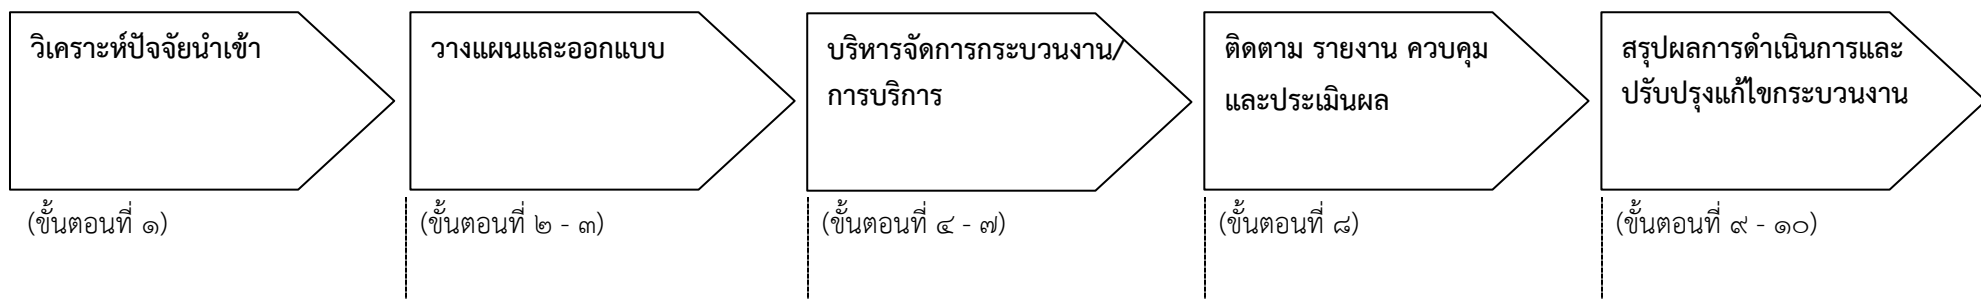 วิเคราะห์ปัจจัยนำเข้า
วางแผนและออกแบบ
บริหารจัดการกระบวนงาน/
การบริการ
ติดตาม รายงาน ควบคุม
และประเมินผล
สรุปผลการดำเนินการและ
ปรับปรุงแก้ไขกระบวนงาน
(ขั้นตอนที่ ๑)
(ขั้นตอนที่ ๒ - ๓)
(ขั้นตอนที่ ๔ - ๗)
(ขั้นตอนที่ ๘)
(ขั้นตอนที่ ๙ - ๑๐)